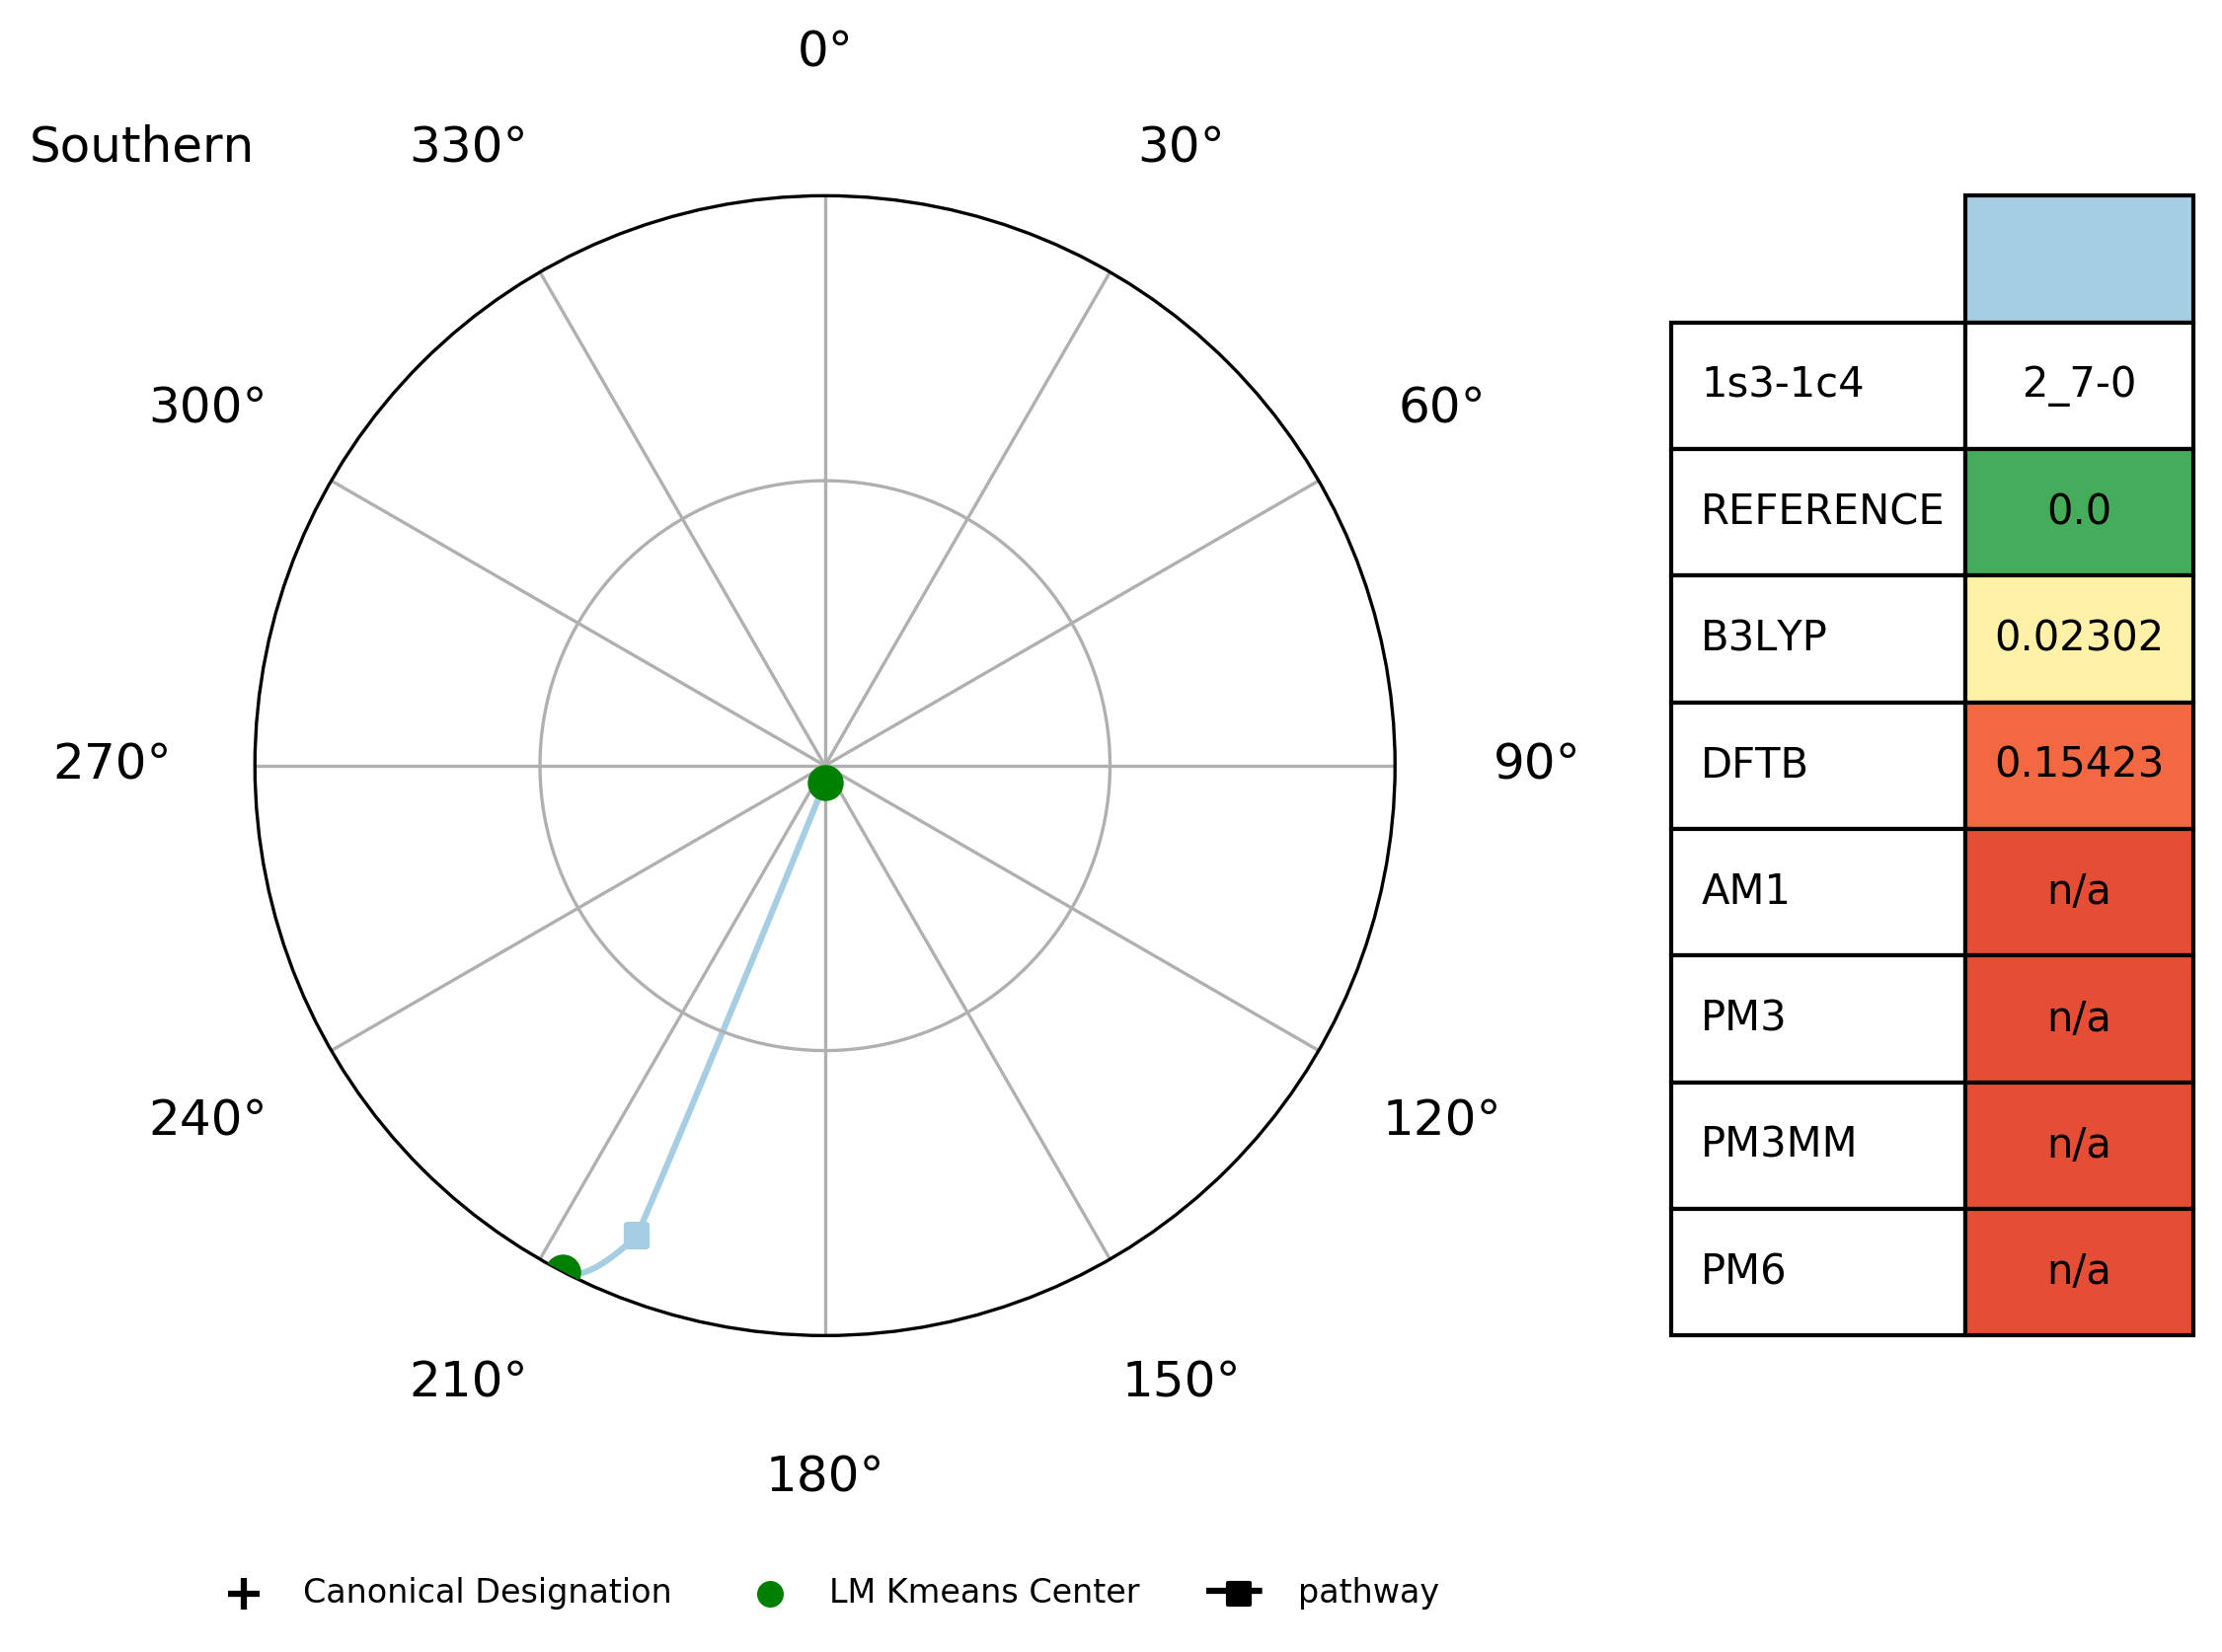 0°
Southern
330°
30°
300°
60°
270°
90°
240°
120°
210°
150°
180°
1s3-1c4 2_7-0
REFERENCE 0.0
B3LYP 0.02302
DFTB 0.15423
AM1 n/a
PM3 n/a
PM3MM n/a
PM6 n/a
Canonical Designation
LM Kmeans Center
pathway